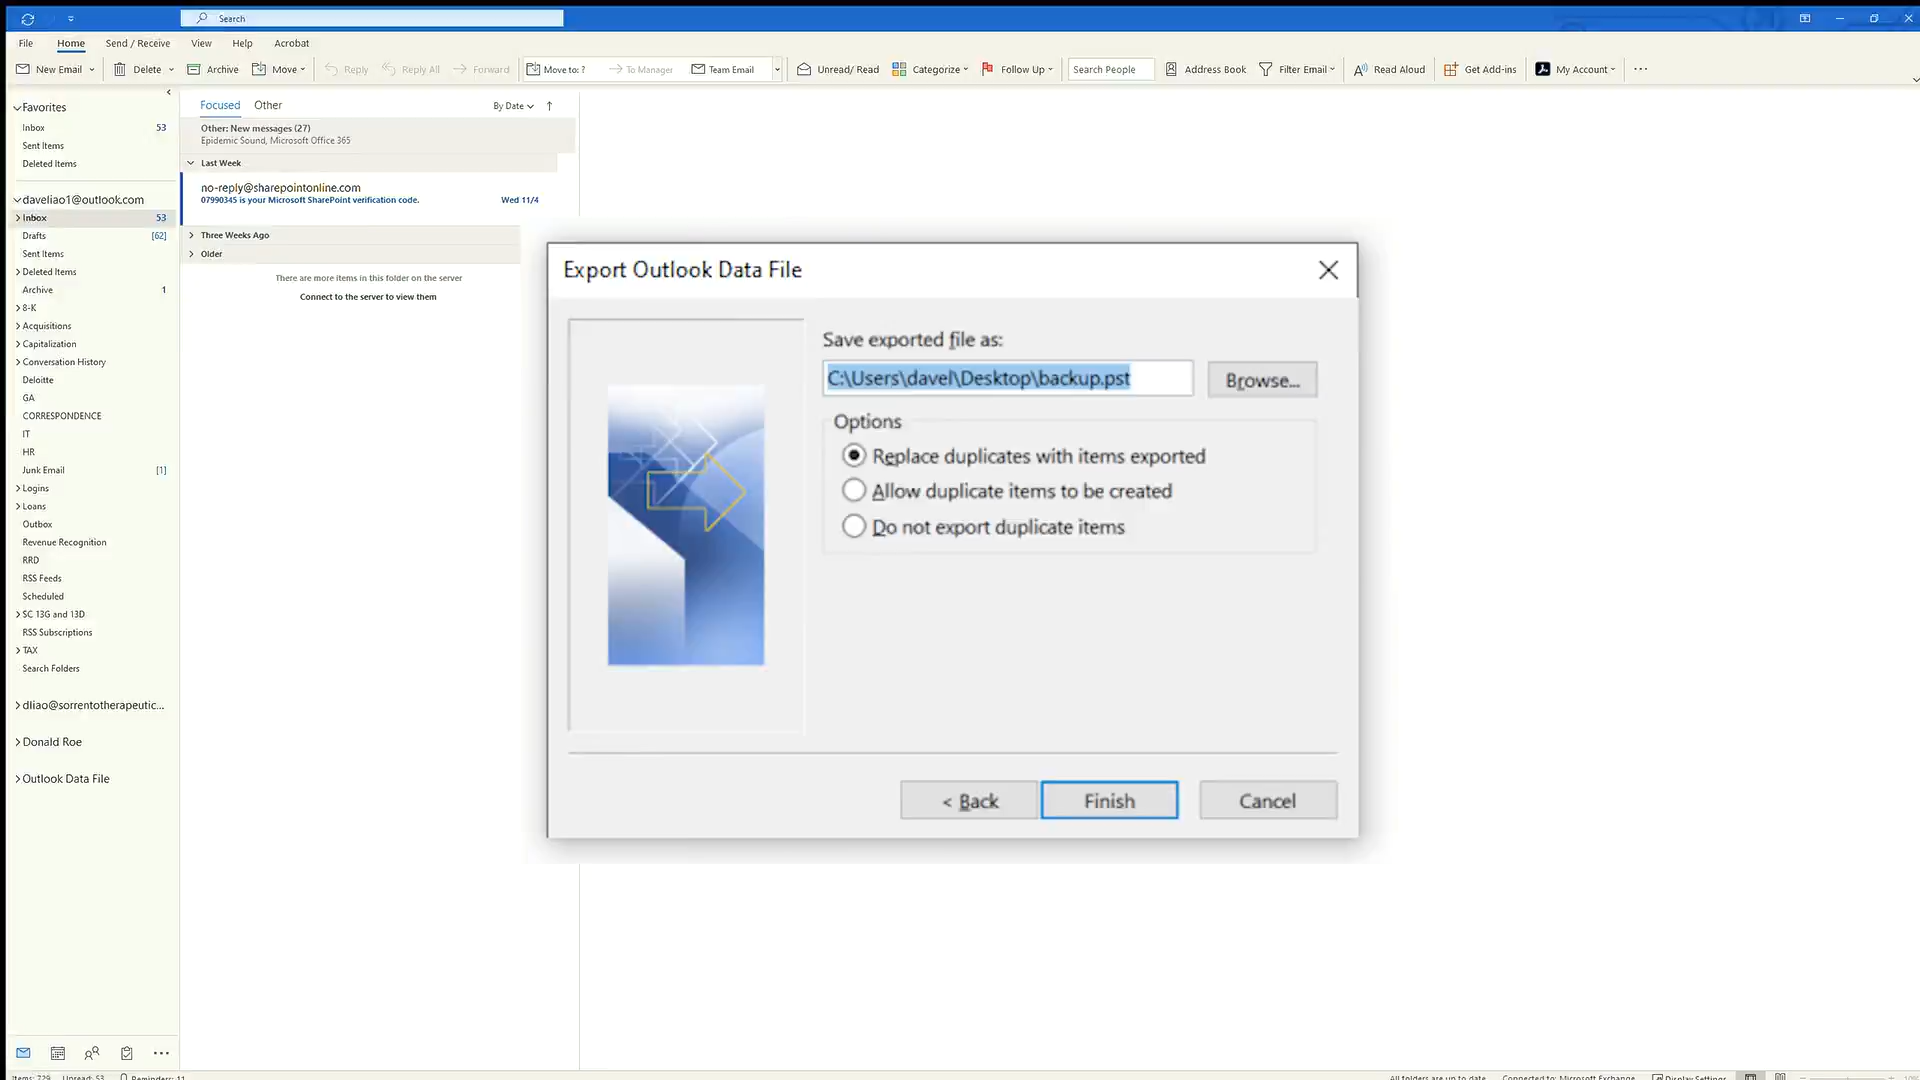 Search
File Home Send / Receive View Help Acrobat
New Email Delete Archive Move Reply Reply All Forward Move to: ? To Manager Team Email Unread/ Read Categorize Follow Up Search People Address Book Filter Email Read Aloud Get Add-ins My Account ...
Favorites
Inbox 53
Sent Items
Deleted Items
daveliao1@outlook.com
Inbox 53
Drafts [62]
Sent Items
Deleted Items
Archive 1
8-K
Acquisitions
Capitalization
Conversation History
Deloitte
GA
CORRESPONDENCE
IT
HR
Junk Email [1]
Logins
Loans
Outbox
Revenue Recognition
RRD
RSS Feeds
Scheduled
SC 13G and 13D
RSS Subscriptions
TAX
Search Folders
dliao@sorrentotherapeutic...
Donald Roe
Outlook Data File
Focused Other By Date
Other: New messages (27)
Epidemic Sound, Microsoft Office 365
Last Week
no-reply@sharepointonline.com
07990345 is your Microsoft SharePoint verification code. Wed 11/4
Three Weeks Ago
Older
There are more items in this folder on the server
Connect to the server to view them
Export Outlook Data File
Save exported file as:
C:\Users\davel\Desktop\backup.pst Browse...
Options
Replace duplicates with items exported
Allow duplicate items to be created
Do not export duplicate items
< Back Finish Cancel
Items: 729 Unread: 53 Reminders: 11 All folders are up to date. Connected to: Microsoft Exchange Display Settings